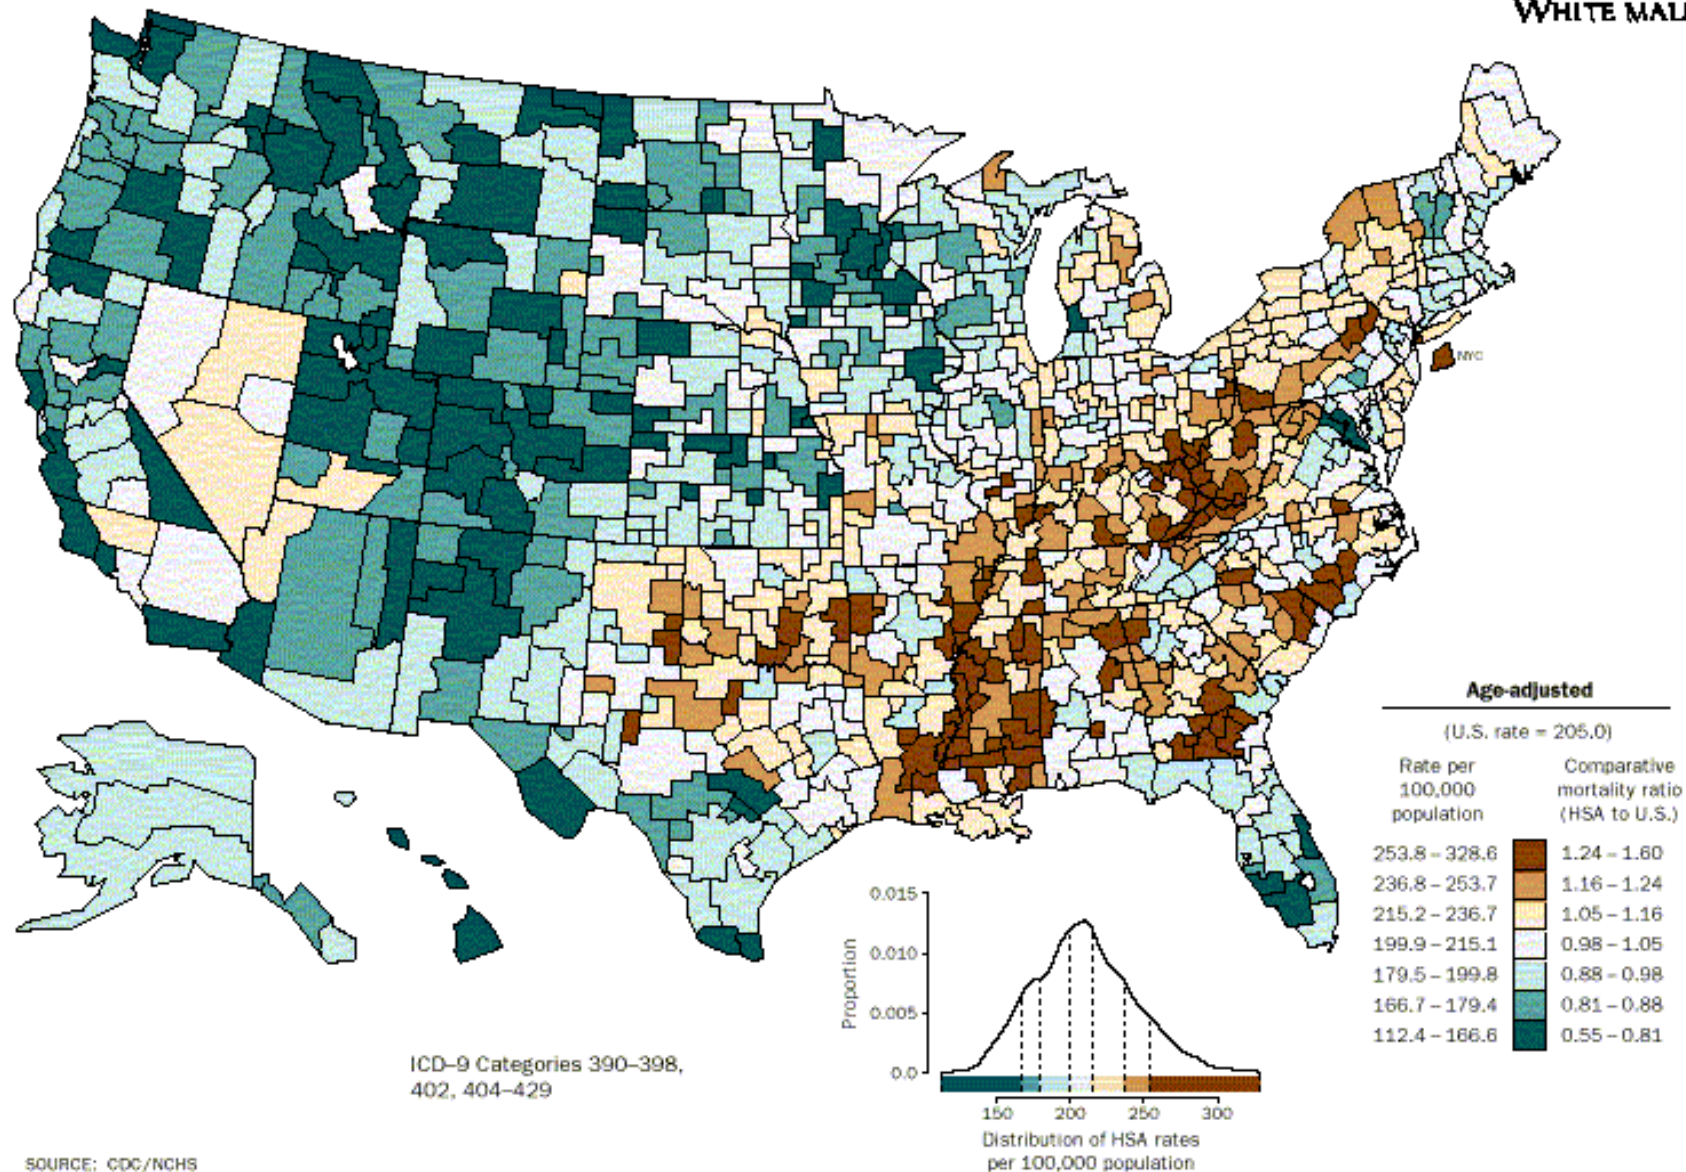 WHITE
NYC
Age-adjusted
(U.S. rate = 205.0)
Rate per
100,000
population
Comparative
mortality ratio
(HSA to U.S.)
253.8 – 328.6 1.24 – 1.60
236.8 – 253.7 1.16 – 1.24
215.2 – 236.7 1.05 – 1.16
199.9 – 215.1 0.98 – 1.05
179.5 – 199.8 0.88 – 0.98
166.7 – 179.4 0.81 – 0.88
112.4 – 166.6 0.55 – 0.81
Proportion
0.015
0.010
0.005
0.0
150 200 250 300
Distribution of HSA rates
per 100,000 population
ICD–9 Categories 390–398,
402, 404–429
SOURCE: CDC/NCHS